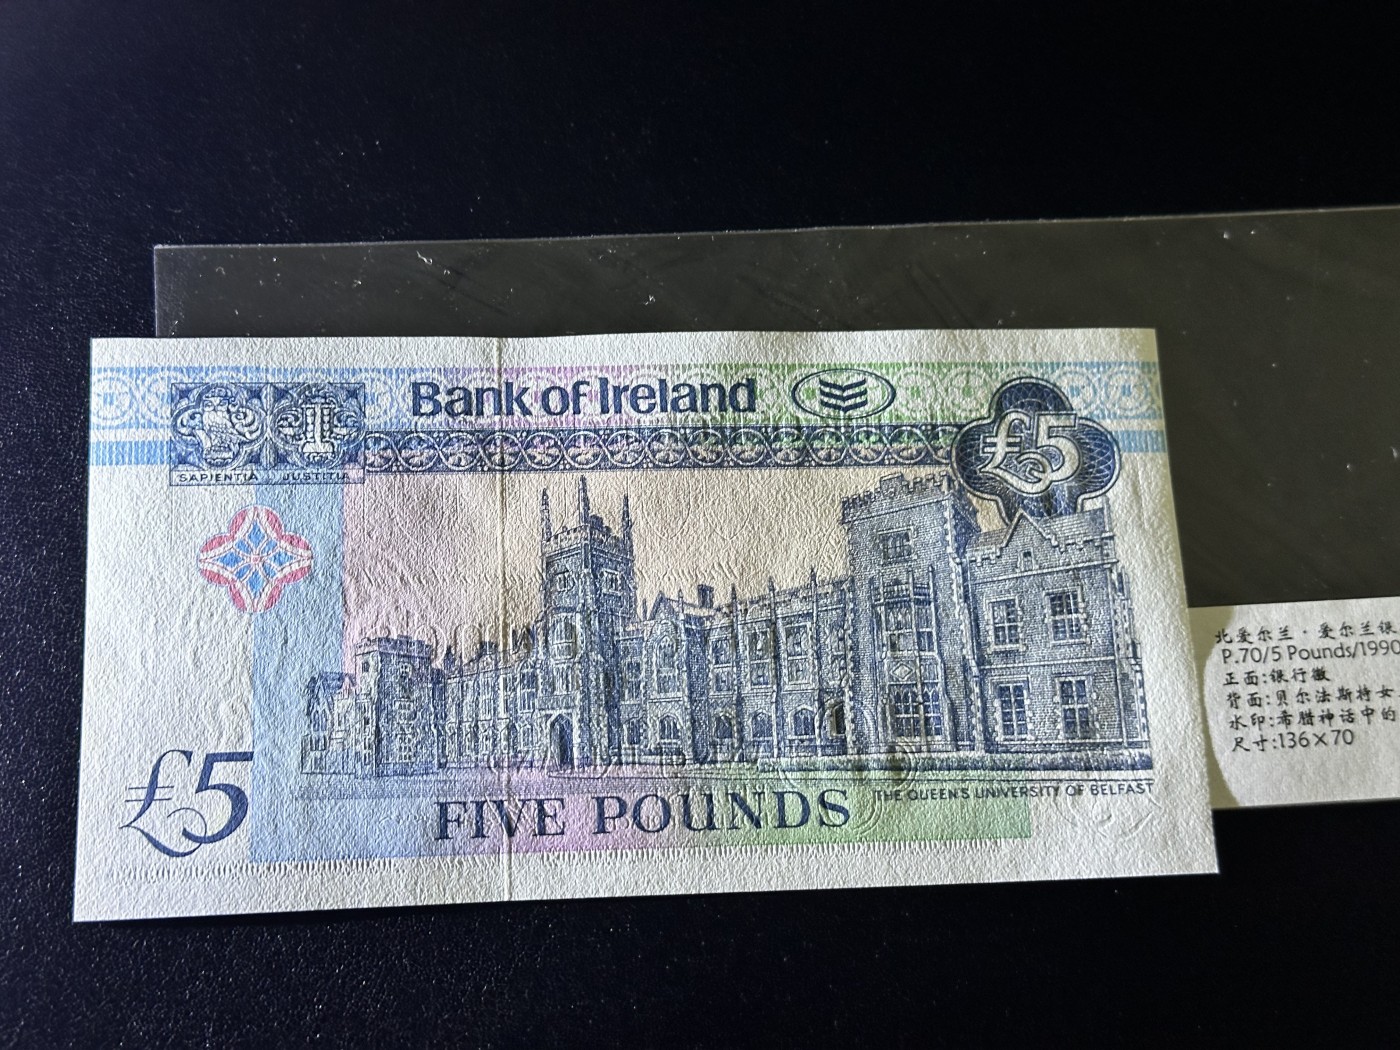 Bank of Ireland
£5
SAPIENTIA JUSTITIA
£5
FIVE POUNDS
THE QUEEN'S UNIVERSITY OF BELFAST
北爱尔兰·爱尔兰银
P.70/5 Pounds/1990
正面:银行徽
背面:贝尔法斯特女
水印:希腊神话中的
尺寸:136×70